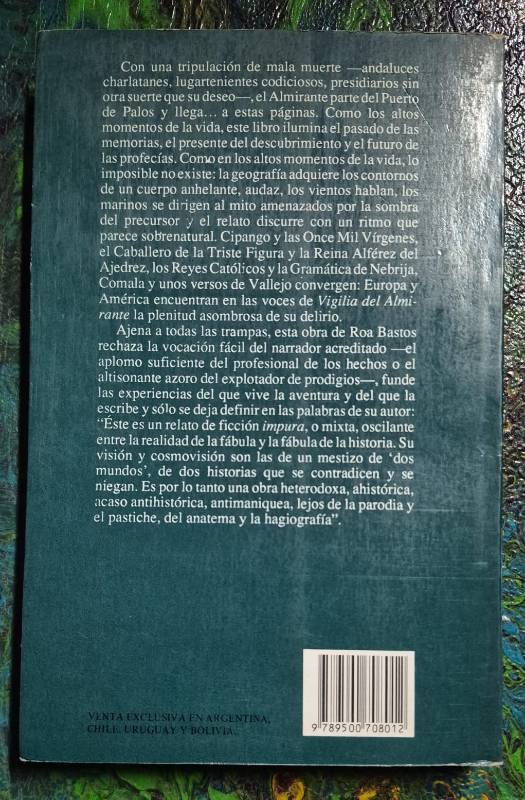 Con una tripulación de mala muerte —andaluces
charlatanes, lugartenientes codiciosos, presidiarios sin
otra suerte que su deseo—, el Almirante parte del Puerto
de Palos y llega... a estas páginas. Como los altos
momentos de la vida, este libro ilumina el pasado de las
memorias, el presente del descubrimiento y el futuro de
las profecías. Como en los altos momentos de la vida, lo
imposible no existe: la geografía adquiere los contornos
de un cuerpo anhelante, audaz, los vientos hablan, los
marinos se dirigen al mito amenazados por la sombra
del precursor y el relato discurre con un ritmo que
parece sobrenatural. Cipango y las Once Mil Vírgenes,
el Caballero de la Triste Figura y la Reina Alférez del
Ajedrez, los Reyes Católicos y la Gramática de Nebrija,
Comala y unos versos de Vallejo convergen: Europa y
América encuentran en las voces de Vigilia del Almi-
rante la plenitud asombrosa de su delirio.
Ajena a todas las trampas, esta obra de Roa Bastos
rechaza la vocación fácil del narrador acreditado —el
aplomo suficiente del profesional de los hechos o el
altisonante azoro del explotador de prodigios—, funde
las experiencias del que vive la aventura y del que la
escribe y sólo se deja definir en las palabras de su autor:
"Éste es un relato de ficción impura, o mixta, oscilante
entre la realidad de la fábula y la fábula de la historia. Su
visión y cosmovisión son las de un mestizo de 'dos
mundos', de dos historias que se contradicen y se
niegan. Es por lo tanto una obra heterodoxa, ahistórica,
acaso antihistórica, antimaniquea, lejos de la parodia y
el pastiche, del anatema y la hagiografía".
VENTA EXCLUSIVA EN ARGENTINA,
CHILE, URUGUAY Y BOLIVIA.
9 789500 708012